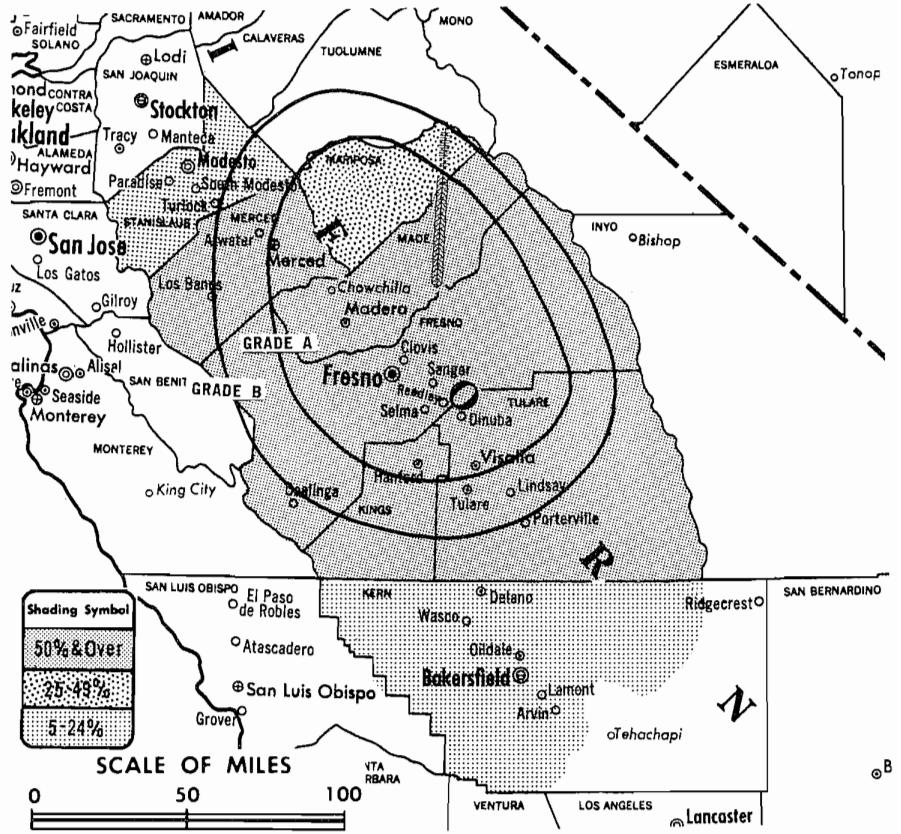 SACRAMENTO
AMADOR
Fairfield
SOLANO
CALAVERAS
MONO
TUOLUMNE
Lodi
SAN JOAQUIN
ESMERALOA
Tonop
mond
CONTRA
COSTA
keley
Stockton
kland
ALAMEDA
Tracy
Manteca
Hayward
Fremont
Modesto
MARIPOSA
Paradise
South Modesto
Turlock
STANISLAUS
SANTA CLARA
San Jose
Los Gatos
MERCED
Atwater
Merced
MADE
INYO
Bishop
E
UZ
Gilroy
Los Banos
Chowchilla
Madera
FRESNO
nville
Hollister
GRADE A
Clovis
alinas
Alisal
SAN BENIT
GRADE B
Fresno
Sanger
Reedley
Seaside
Monterey
Selma
Dinuba
TULARE
MONTEREY
Visalia
Hanford
King City
Coalinga
KINGS
Tulare
Lindsay
Porterville
R
SAN LUIS OBISPO
KERN
Delano
Ridgecrest
SAN BERNARDINO
El Paso
de Robles
Wasco
Atascadero
Oildale
Bakersfield
San Luis Obispo
Lamont
Arvin
Grover
Tehachapi
N
Shading Symbol
50% & Over
25-49%
5-24%
SCALE OF MILES
0 50 100
NTA
RBARA
VENTURA
LOS ANGELES
Lancaster
B